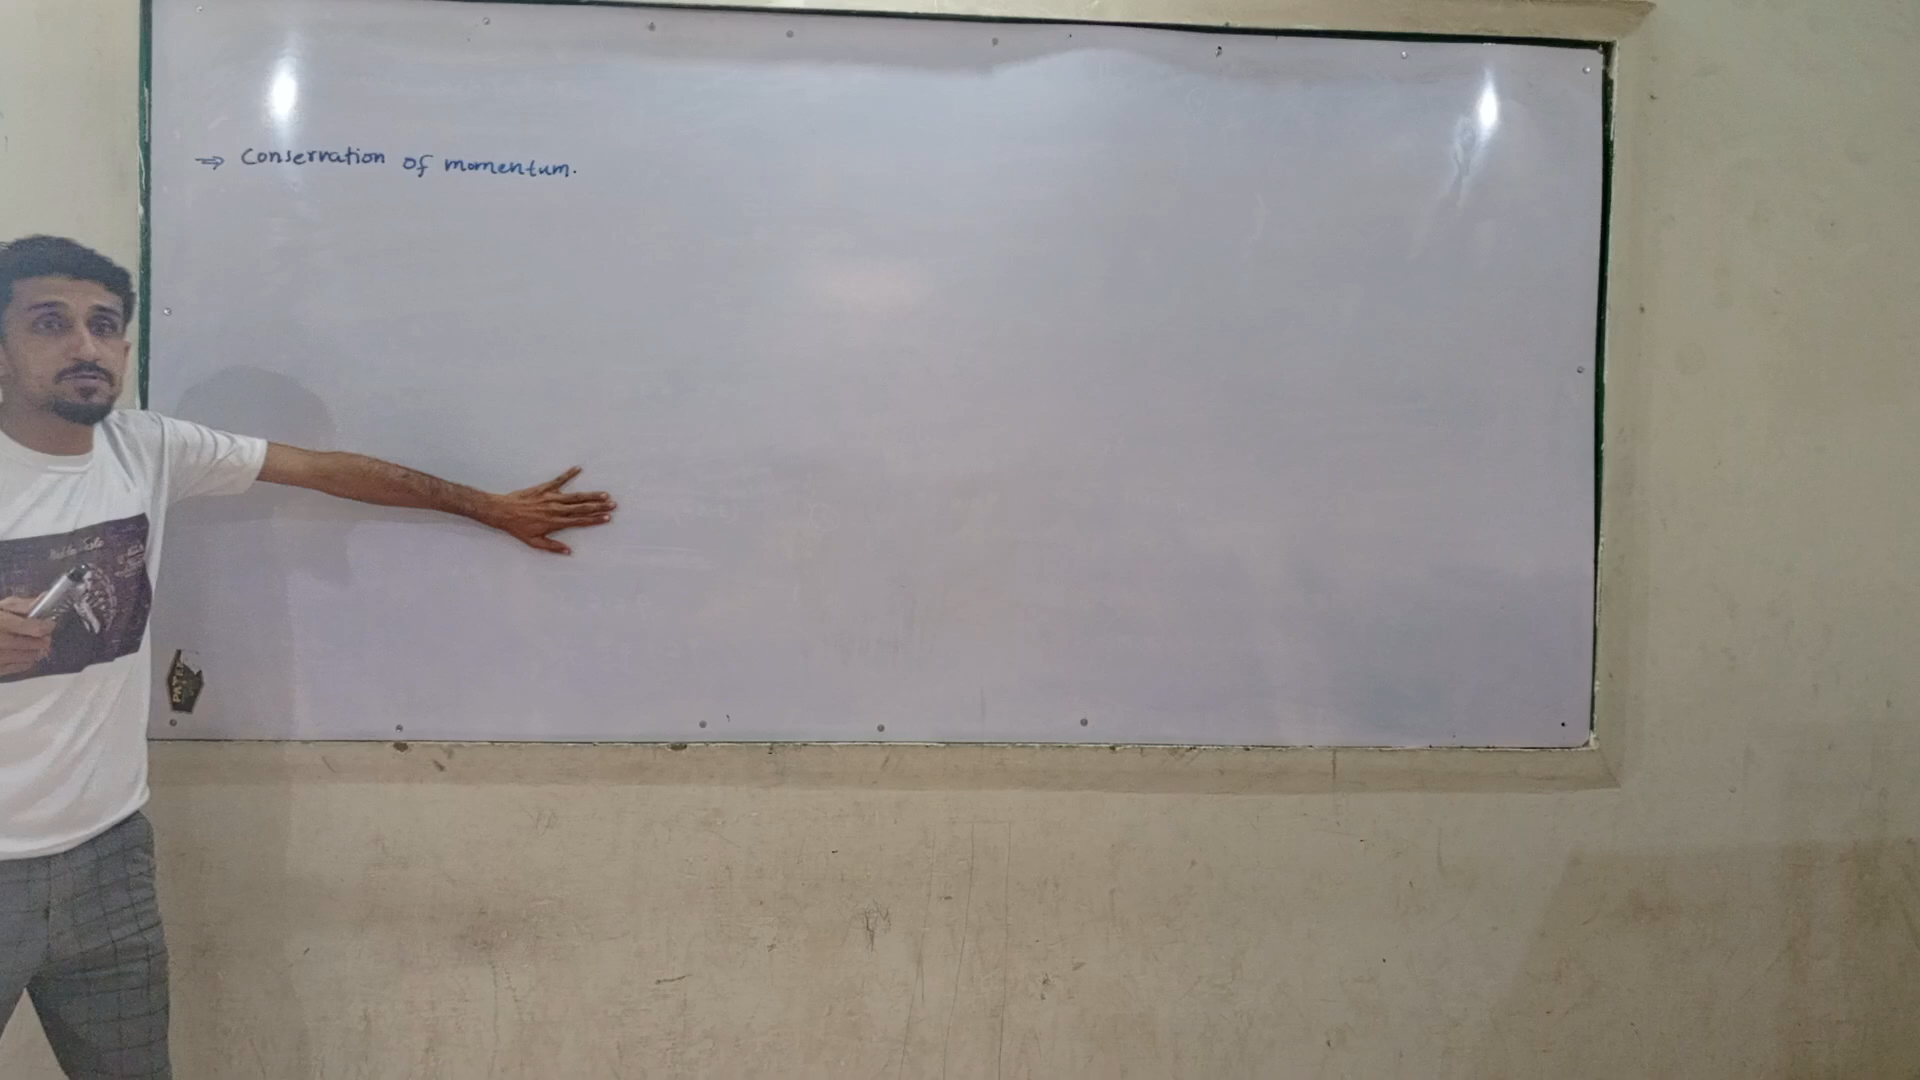 ⇒ Conservation of momentum.